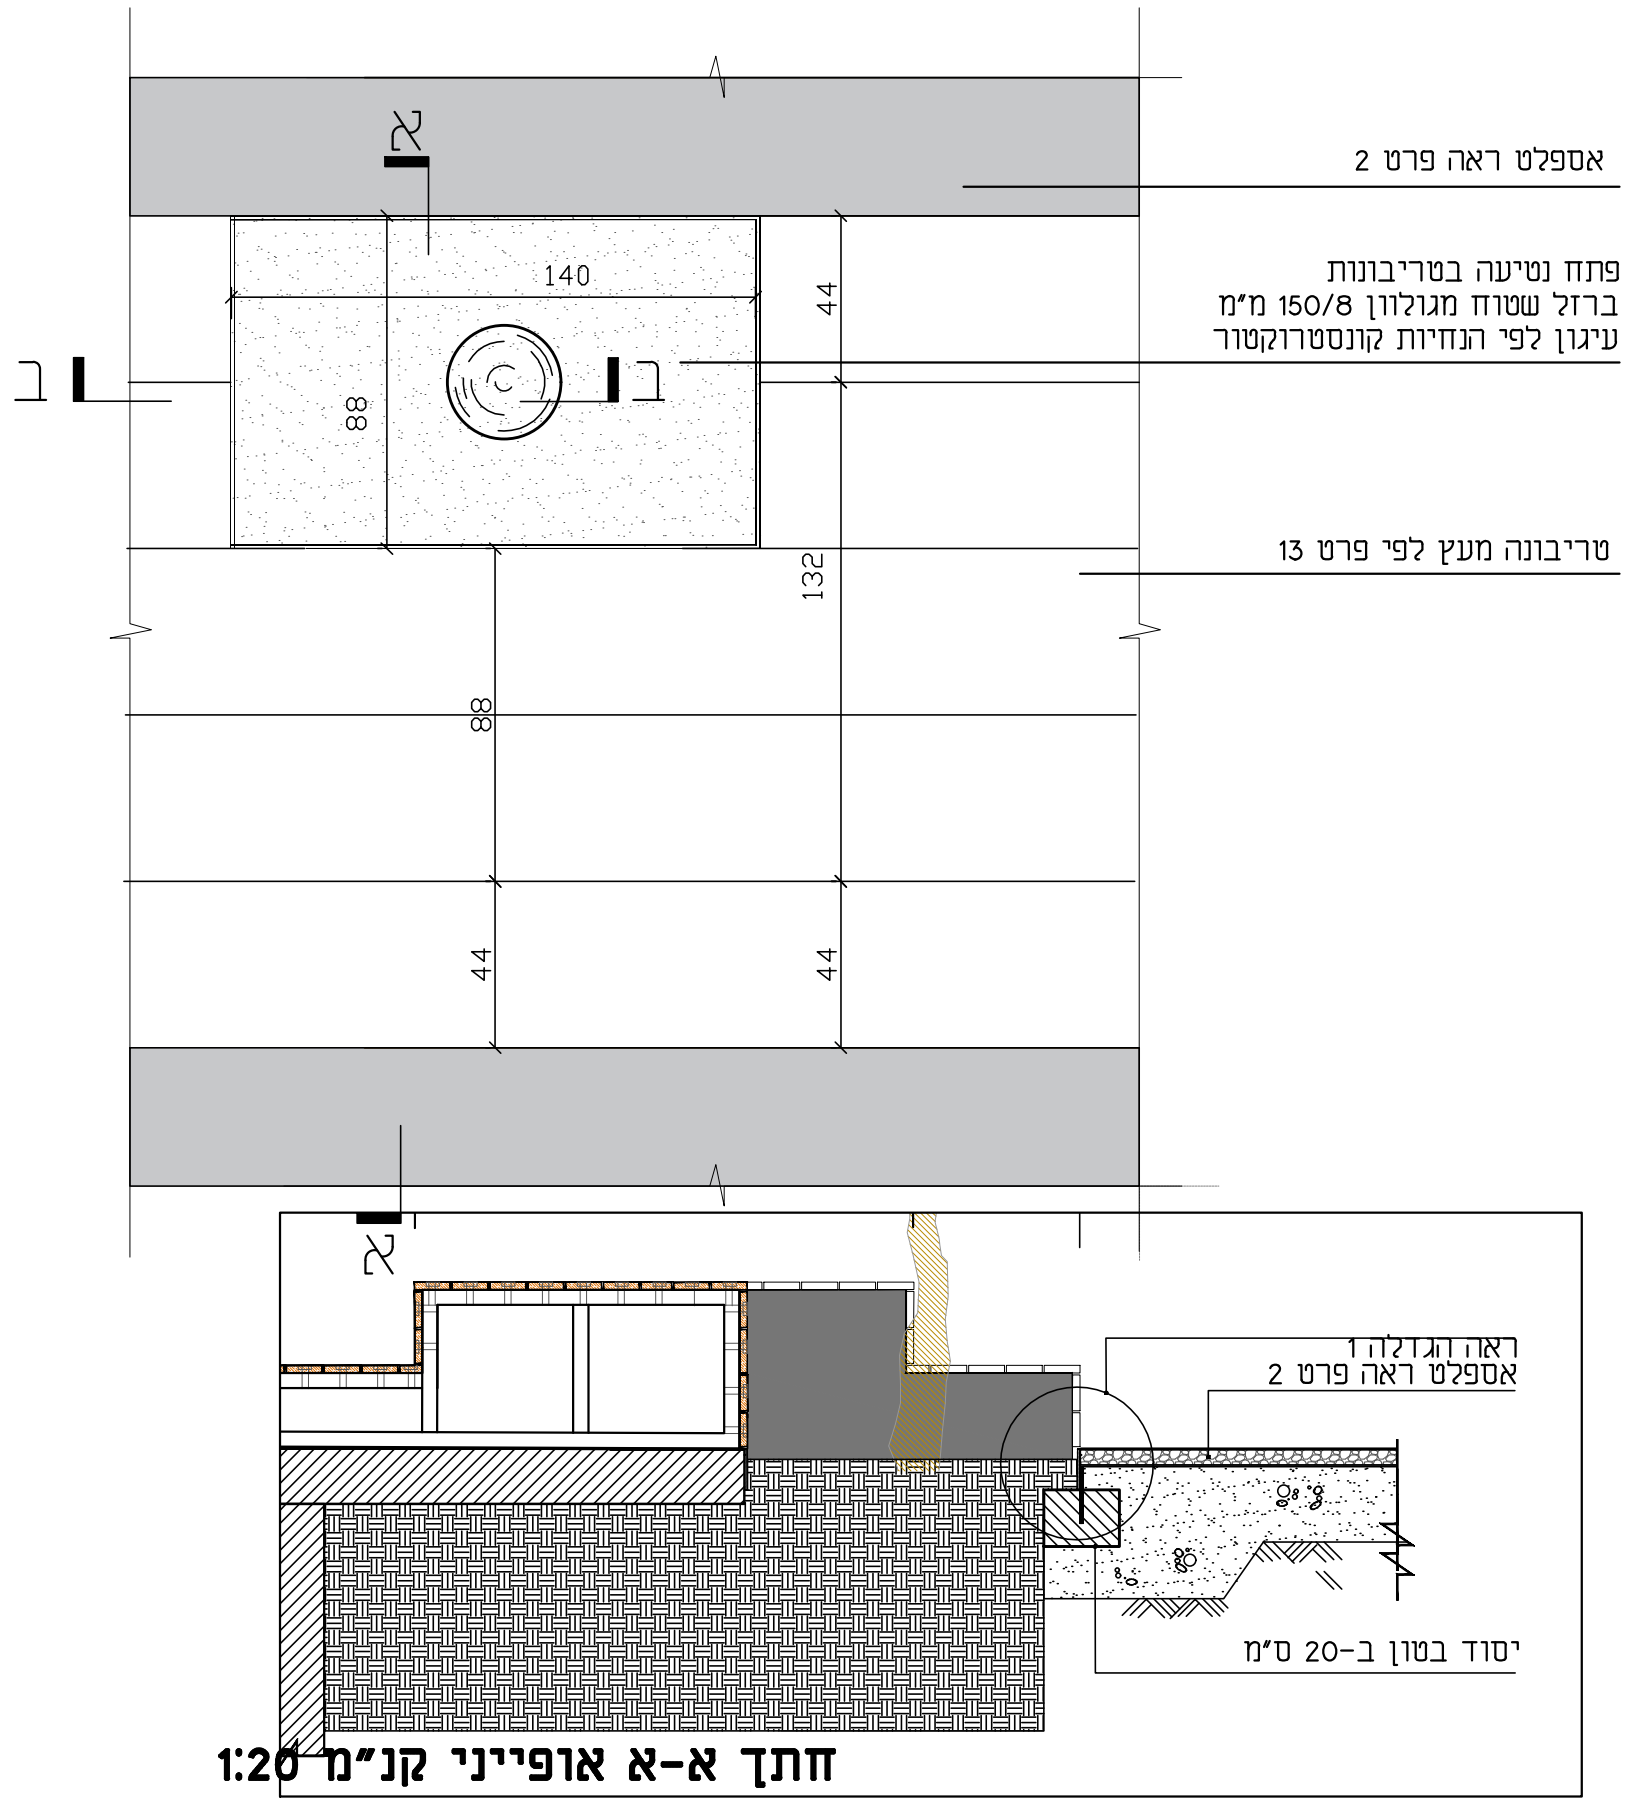 א
אספלט ראה פרט 2
פתח נטיעה בטריבונות
ברזל שטוח מגולוון 150/8 מ"מ
עיגון לפי הנחיות קונסטרוקטור
140
44
ב
ב
88
טריבונה מעץ לפי פרט 13
132
88
44
44
א
ראה הגדלה 1
אספלט ראה פרט 2
יסוד בטון ב-20 ס"מ
חתך א-א אופייני קנ"מ 1:20